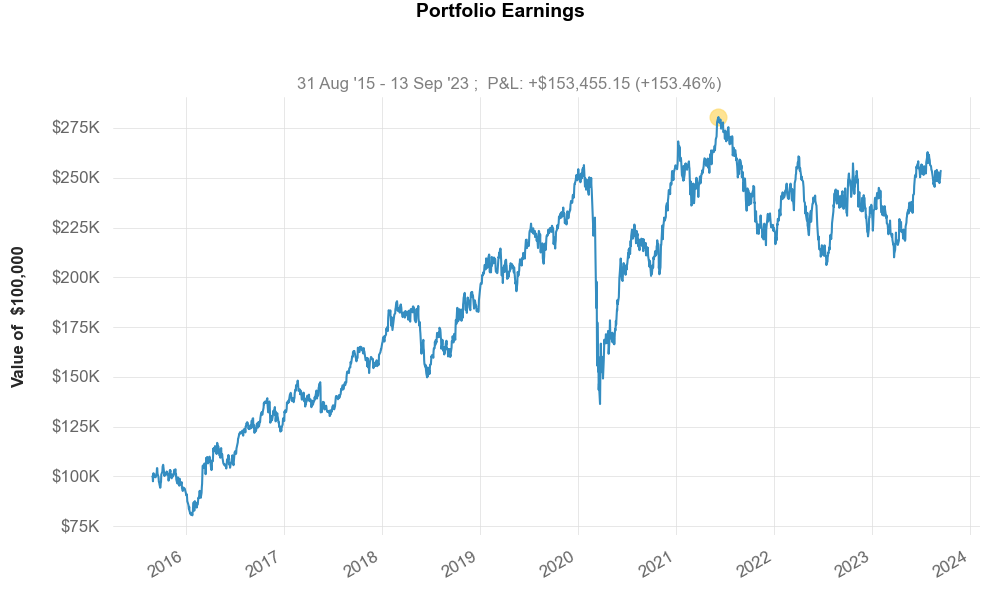 Portfolio Earnings
31 Aug '15 - 13 Sep '23 ;  P&L: +$153,455.15 (+153.46%)
Value of  $100,000
$275K
$250K
$225K
$200K
$175K
$150K
$125K
$100K
$75K
2016
2017
2018
2019
2020
2021
2022
2023
2024